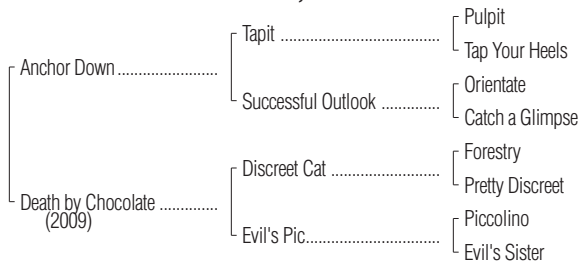 Pulpit
Tapit ..............................
Tap Your Heels
Anchor Down ......................
Orientate
Successful Outlook .............
Catch a Glimpse
Forestry
Discreet Cat ........................
Pretty Discreet
Death by Chocolate .............
(2009)
Piccolino
Evil's Pic.............................
Evil's Sister